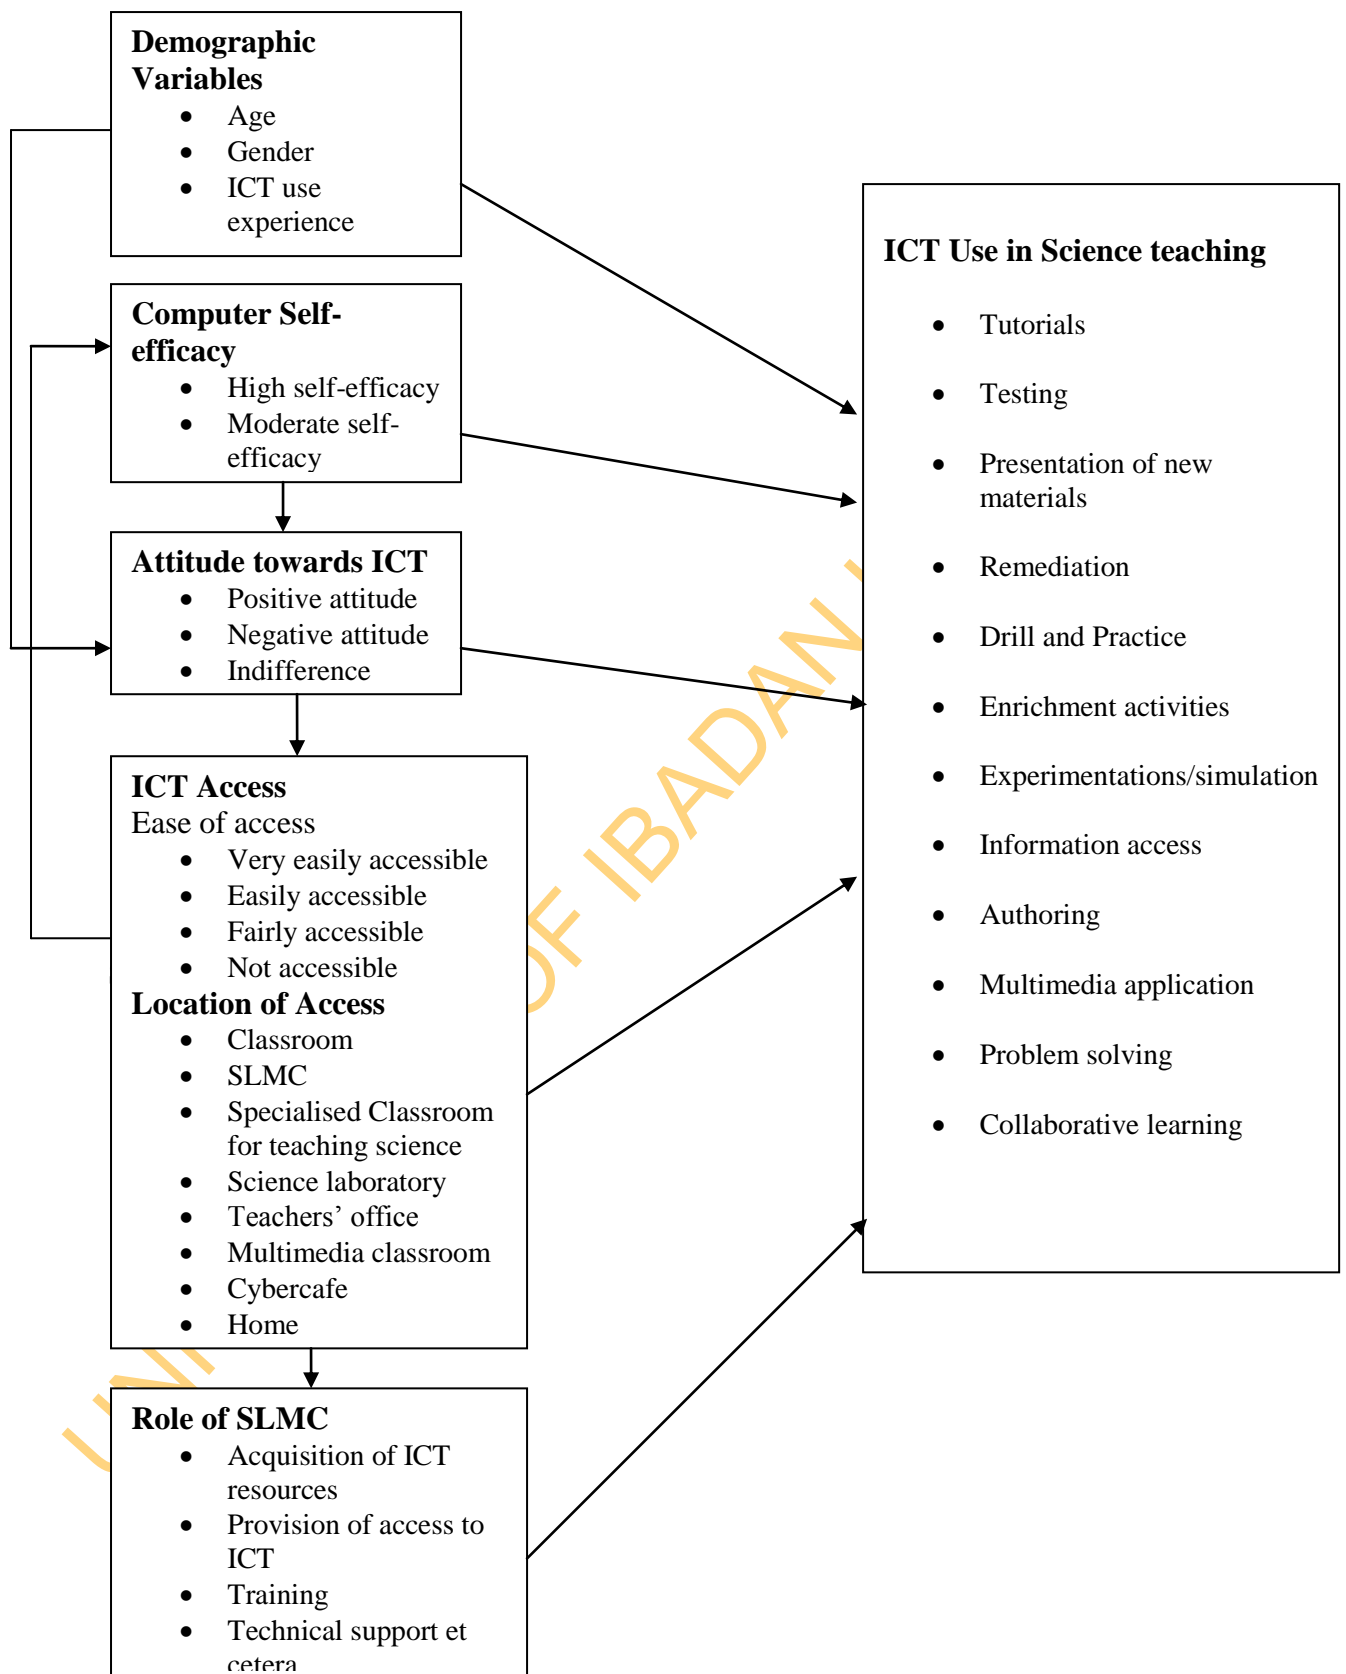 Demographic
Variables
• Age
• Gender
• ICT use
experience
Computer Self-
efficacy
• High self-efficacy
• Moderate self-
efficacy
Attitude towards ICT
• Positive attitude
• Negative attitude
• Indifference
ICT Access
Ease of access
• Very easily accessible
• Easily accessible
• Fairly accessible
• Not accessible
Location of Access
• Classroom
• SLMC
• Specialised Classroom
for teaching science
• Science laboratory
• Teachers’ office
• Multimedia classroom
• Cybercafe
• Home
Role of SLMC
• Acquisition of ICT
resources
• Provision of access to
ICT
• Training
• Technical support et
cetera
ICT Use in Science teaching
• Tutorials
• Testing
• Presentation of new
materials
• Remediation
• Drill and Practice
• Enrichment activities
• Experimentations/simulation
• Information access
• Authoring
• Multimedia application
• Problem solving
• Collaborative learning
OF IBADAN